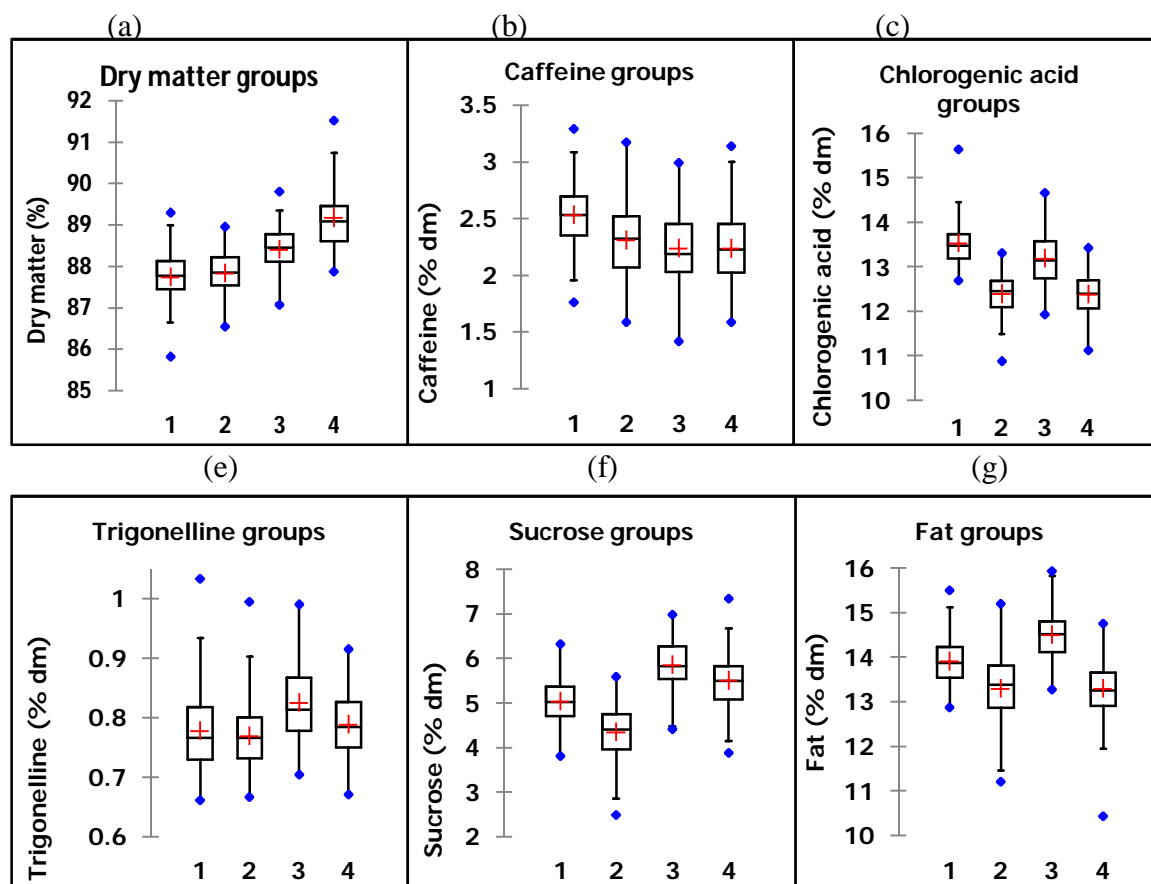 (a) (b) (c)
Dry matter groups
92
91
90
89
88
87
86
85
Dry matter (%)
1 2 3 4
Caffeine groups
3.5
3
2.5
2
1.5
1
Caffeine (% dm)
1 2 3 4
Chlorogenic acid
groups
16
15
14
13
12
11
10
Chlorogenic acid (% dm)
1 2 3 4
(e) (f) (g)
Trigonelline groups
1
0.9
0.8
0.7
0.6
Trigonelline (% dm)
1 2 3 4
Sucrose groups
8
7
6
5
4
3
2
Sucrose (% dm)
1 2 3 4
Fat groups
16
15
14
13
12
11
10
Fat (% dm)
1 2 3 4